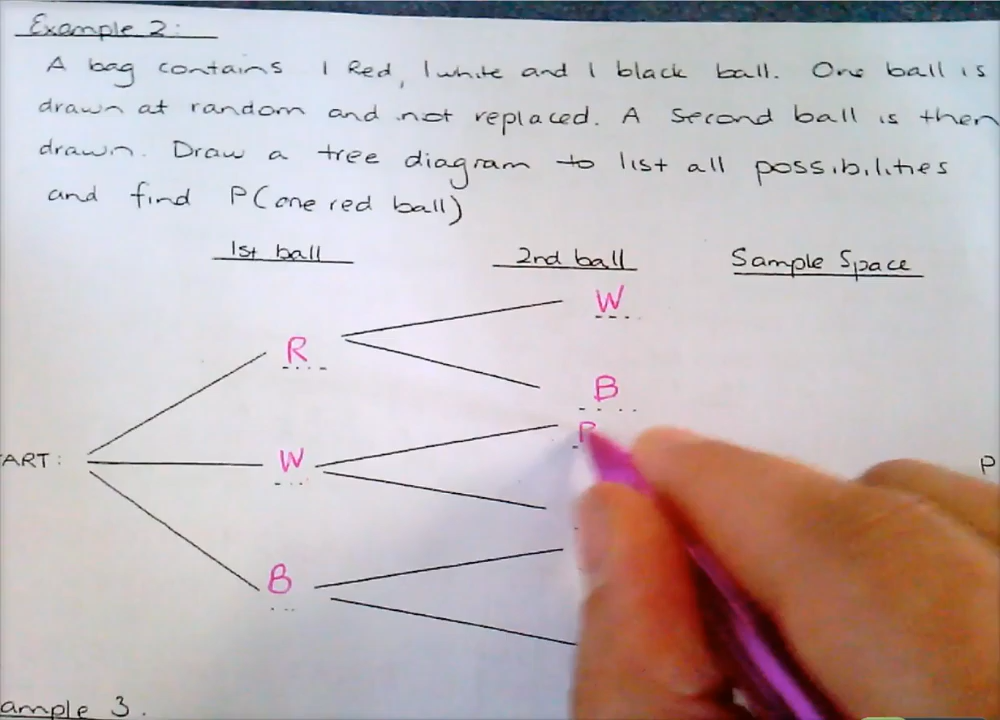 Example 2:
A bag contains 1 Red, 1 white and 1 black ball. One ball is
drawn at random and not replaced. A second ball is then
drawn. Draw a tree diagram to list all possibilities
and find P(one red ball)
1st ball 2nd ball Sample Space
W
R
B
R
ART: W
P
B
ample 3.